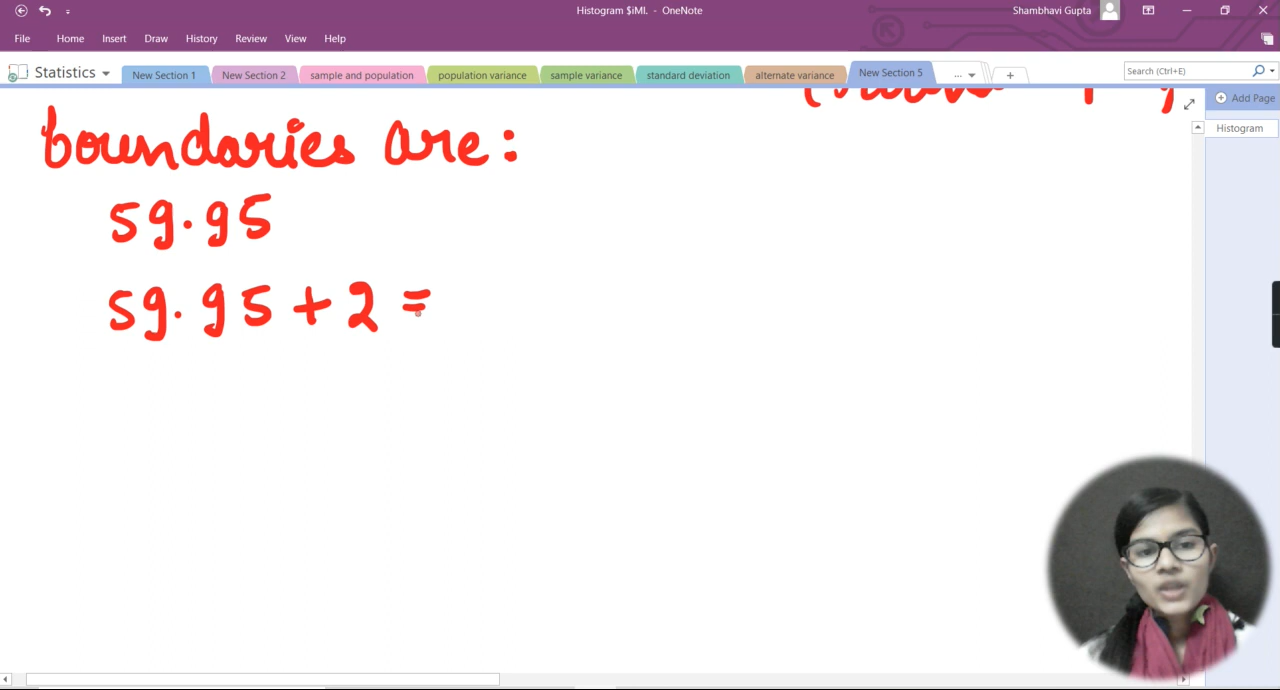 Histogram $iMl. - OneNote
Shambhavi Gupta
File Home Insert Draw History Review View Help
Statistics
New Section 1
New Section 2
sample and population
population variance
sample variance
standard deviation
alternate variance
New Section 5
...
Search (Ctrl+E)
Add Page
Histogram
boundaries are:
59.95
59.95 + 2 =